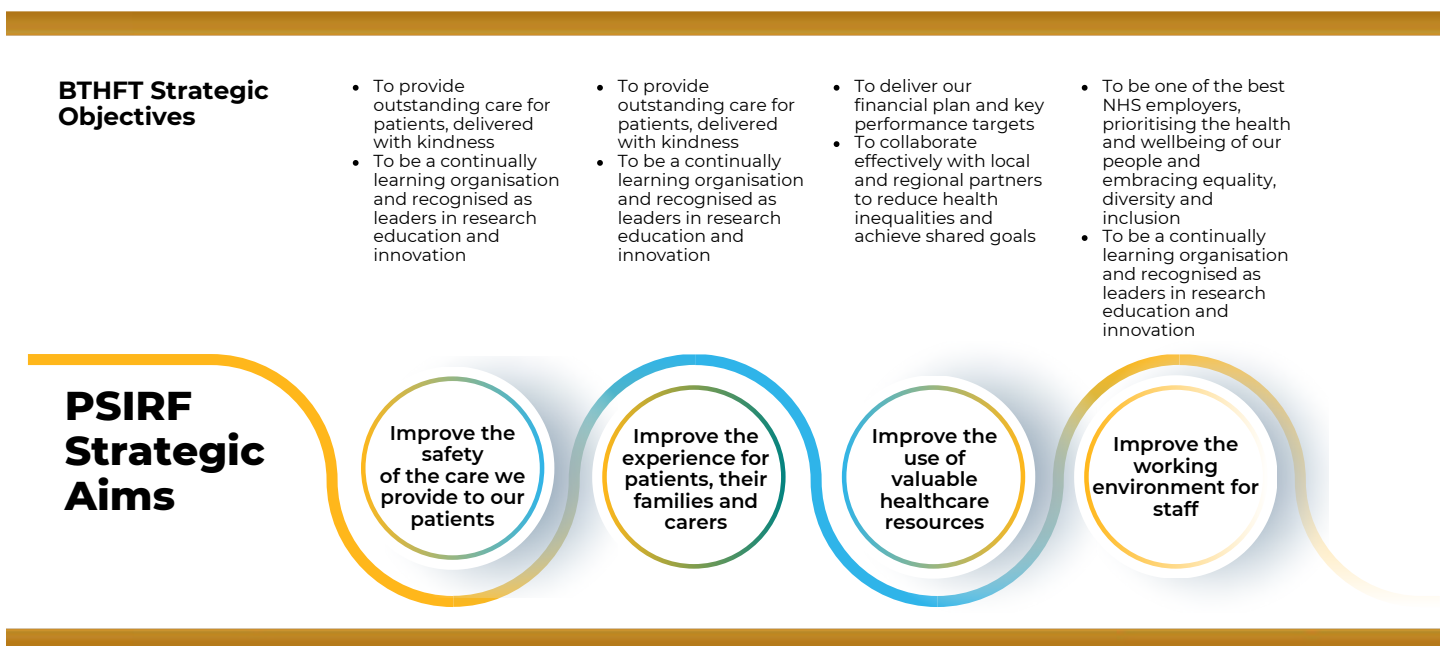 BTHFT Strategic
Objectives
• To provide
outstanding care for
patients, delivered
with kindness
• To be a continually
learning organisation
and recognised as
leaders in research
education and
innovation
• To provide
outstanding care for
patients, delivered
with kindness
• To be a continually
learning organisation
and recognised as
leaders in research
education and
innovation
• To deliver our
financial plan and key
performance targets
• To collaborate
effectively with local
and regional partners
to reduce health
inequalities and
achieve shared goals
• To be one of the best
NHS employers,
prioritising the health
and wellbeing of our
people and
embracing equality,
diversity and
inclusion
• To be a continually
learning organisation
and recognised as
leaders in research
education and
innovation
PSIRF
Strategic
Aims
Improve the
safety
of the care we
provide to our
patients
Improve the
experience for
patients, their
families and
carers
Improve the
use of
valuable
healthcare
resources
Improve the
working
environment for
staff